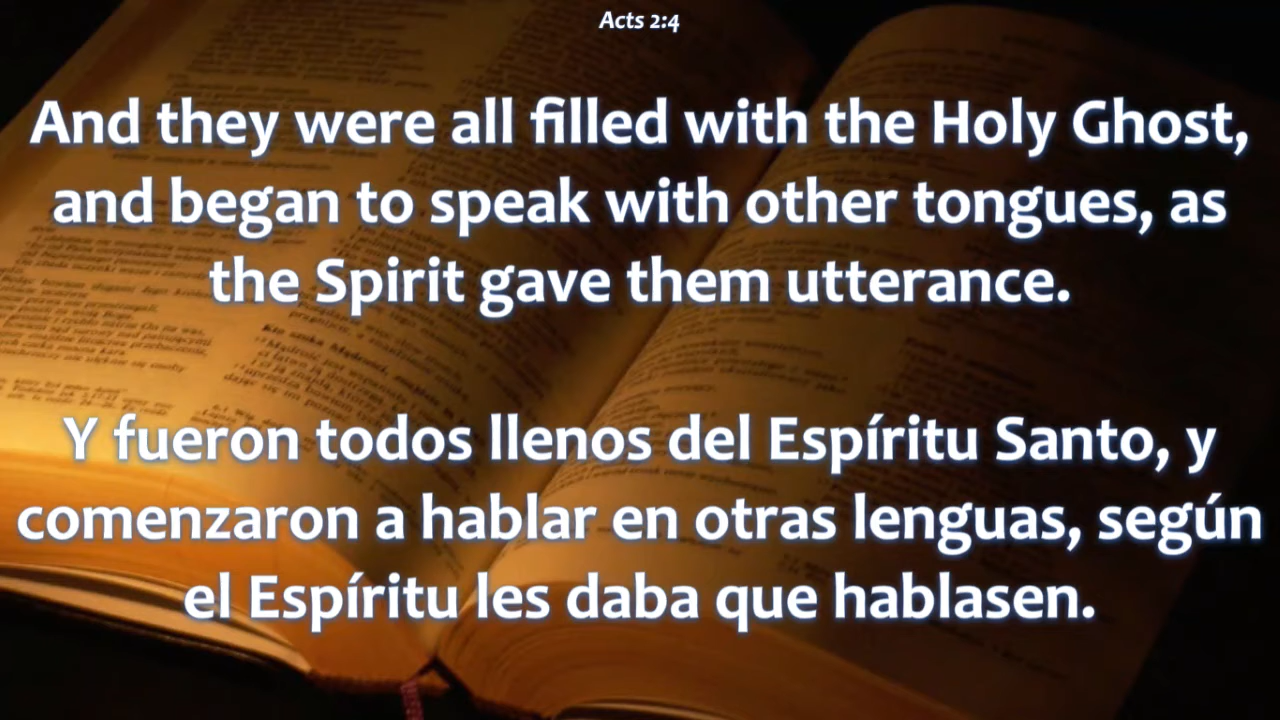 Acts 2:4
And they were all filled with the Holy Ghost,
and began to speak with other tongues, as
the Spirit gave them utterance.
Y fueron todos llenos del Espíritu Santo, y
comenzaron a hablar en otras lenguas, según
el Espíritu les daba que hablasen.